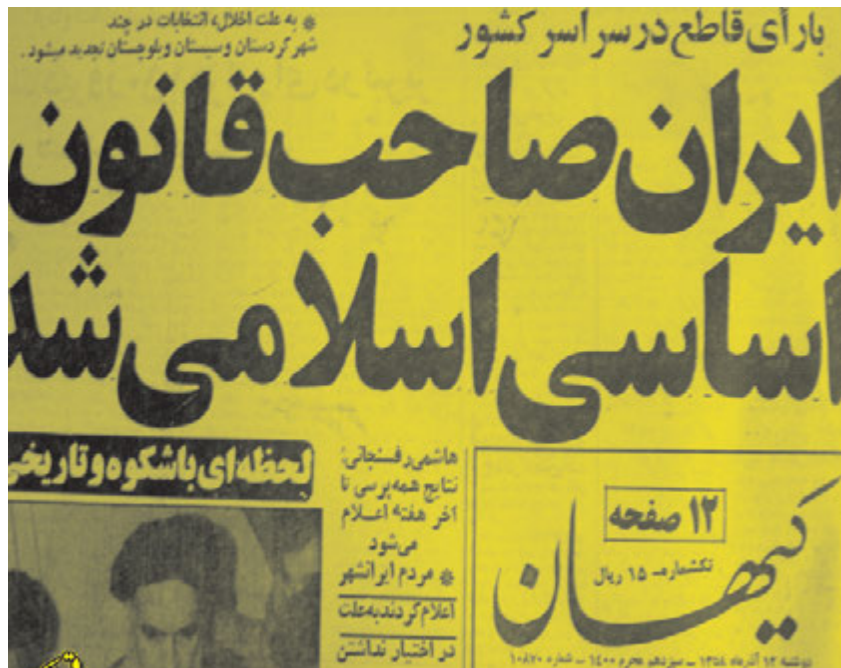 با رأی قاطع در سراسر کشور
* به علت اخلال، انتخابات در چند
شهر کردستان و سیستان و بلوچستان تجدید میشود.
ایران صاحب قانون
اساسی اسلامی شد
لحظه‌ای باشکوه و تاریخی
هاشمی رفسنجانی:
نتایج همه‌پرسی تا
آخر هفته اعلام
می‌شود
* مردم ایرانشهر
اعلام کردند به علت
در اختیار نداشتن
۱۲ صفحه
تکشماره ۱۵ ریال
کیهان
دوشنبه ۱۲ آذرماه ۱۳۵۸ ـ سیزدهم محرم ۱۴۰۰ ـ شماره ۱۰۸۷۰